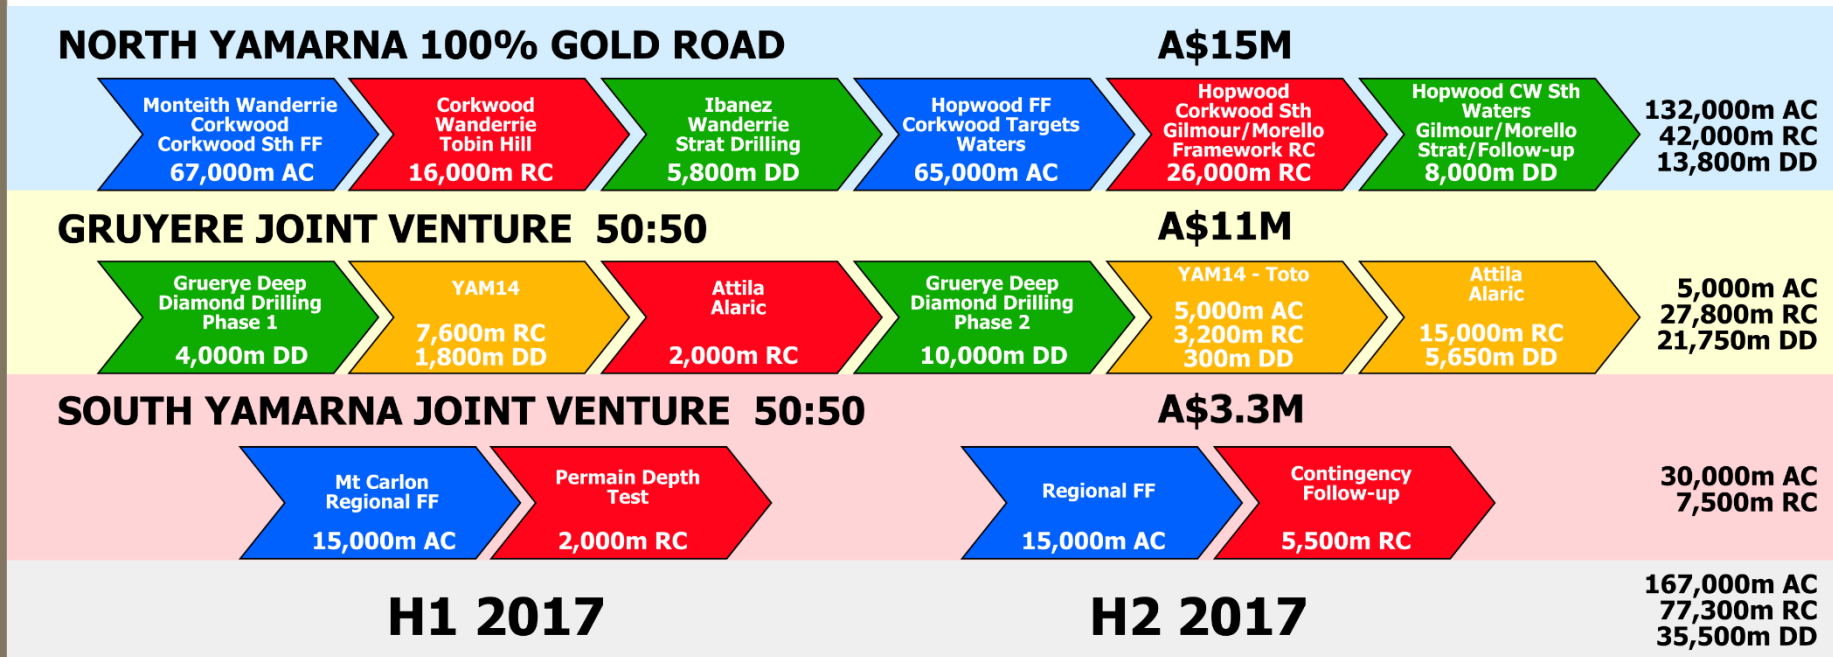 NORTH YAMARNA 100% GOLD ROAD
A$15M
Monteith Wanderrie
Corkwood
Corkwood Sth FF
67,000m AC
Corkwood
Wanderrie
Tobin Hill
16,000m RC
Ibanez
Wanderrie
Strat Drilling
5,800m DD
Hopwood FF
Corkwood Targets
Waters
65,000m AC
Hopwood
Corkwood Sth
Gilmour/Morello
Framework RC
26,000m RC
Hopwood CW Sth
Waters
Gilmour/Morello
Strat/Follow-up
8,000m DD
132,000m AC
42,000m RC
13,800m DD
GRUYERE JOINT VENTURE 50:50
A$11M
Gruerye Deep
Diamond Drilling
Phase 1
4,000m DD
YAM14
7,600m RC
1,800m DD
Attila
Alaric
2,000m RC
Gruerye Deep
Diamond Drilling
Phase 2
10,000m DD
YAM14 - Toto
5,000m AC
3,200m RC
300m DD
Attila
Alaric
15,000m RC
5,650m DD
5,000m AC
27,800m RC
21,750m DD
SOUTH YAMARNA JOINT VENTURE 50:50
A$3.3M
Mt Carlon
Regional FF
15,000m AC
Permain Depth
Test
2,000m RC
Regional FF
15,000m AC
Contingency
Follow-up
5,500m RC
30,000m AC
7,500m RC
H1 2017
H2 2017
167,000m AC
77,300m RC
35,500m DD